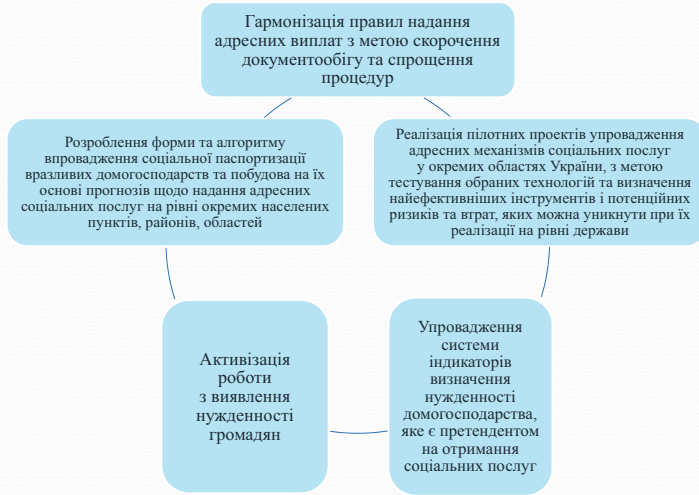 Гармонізація правил надання
адресних виплат з метою скорочення
документообігу та спрощення
процедур
Розроблення форми та алгоритму
впровадження соціальної паспортизації
вразливих домогосподарств та побудова на їх
основі прогнозів щодо надання адресних
соціальних послуг на рівні окремих населених
пунктів, районів, областей
Реалізація пілотних проектів упровадження
адресних механізмів соціальних послуг
у окремих областях України, з метою
тестування обраних технологій та визначення
найефективніших інструментів і потенційних
ризиків та втрат, яких можна уникнути при їх
реалізації на рівні держави
Активізація
роботи
з виявлення
нужденності
громадян
Упровадження
системи
індикаторів
визначення
нужденності
домогосподарства,
яке є претендентом
на отримання
соціальних послуг